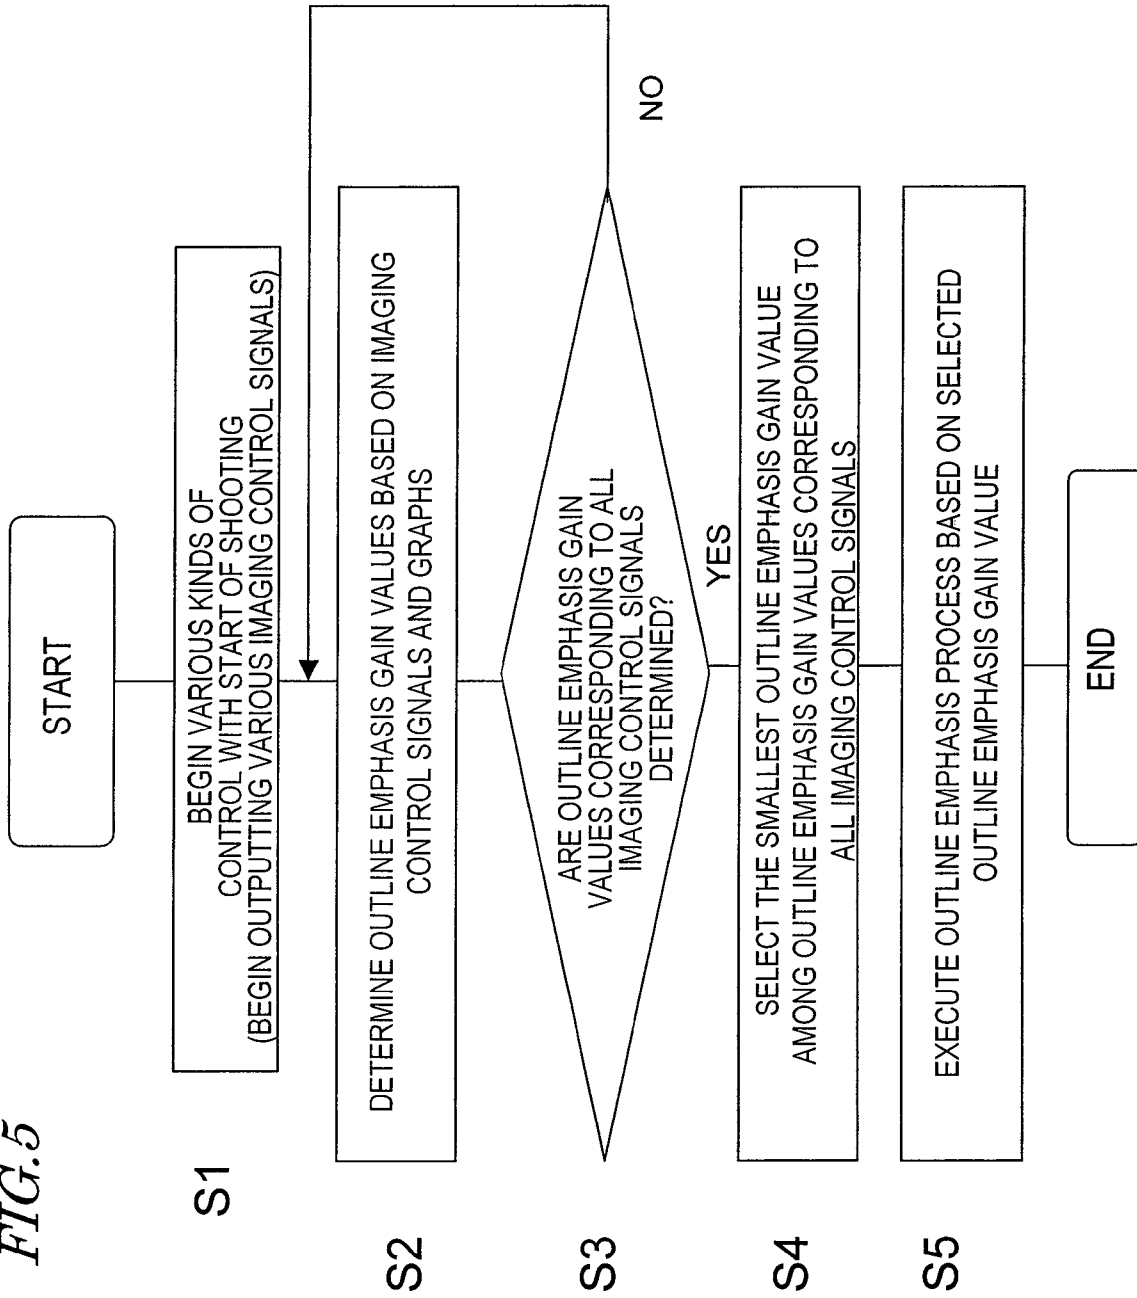 FIG.5
START
S1
BEGIN VARIOUS KINDS OF
CONTROL WITH START OF SHOOTING
(BEGIN OUTPUTTING VARIOUS IMAGING CONTROL SIGNALS)
S2
DETERMINE OUTLINE EMPHASIS GAIN VALUES BASED ON IMAGING
CONTROL SIGNALS AND GRAPHS
S3
ARE OUTLINE EMPHASIS GAIN
VALUES CORRESPONDING TO ALL
IMAGING CONTROL SIGNALS
DETERMINED?
NO
YES
S4
SELECT THE SMALLEST OUTLINE EMPHASIS GAIN VALUE
AMONG OUTLINE EMPHASIS GAIN VALUES CORRESPONDING TO
ALL IMAGING CONTROL SIGNALS
S5
EXECUTE OUTLINE EMPHASIS PROCESS BASED ON SELECTED
OUTLINE EMPHASIS GAIN VALUE
END